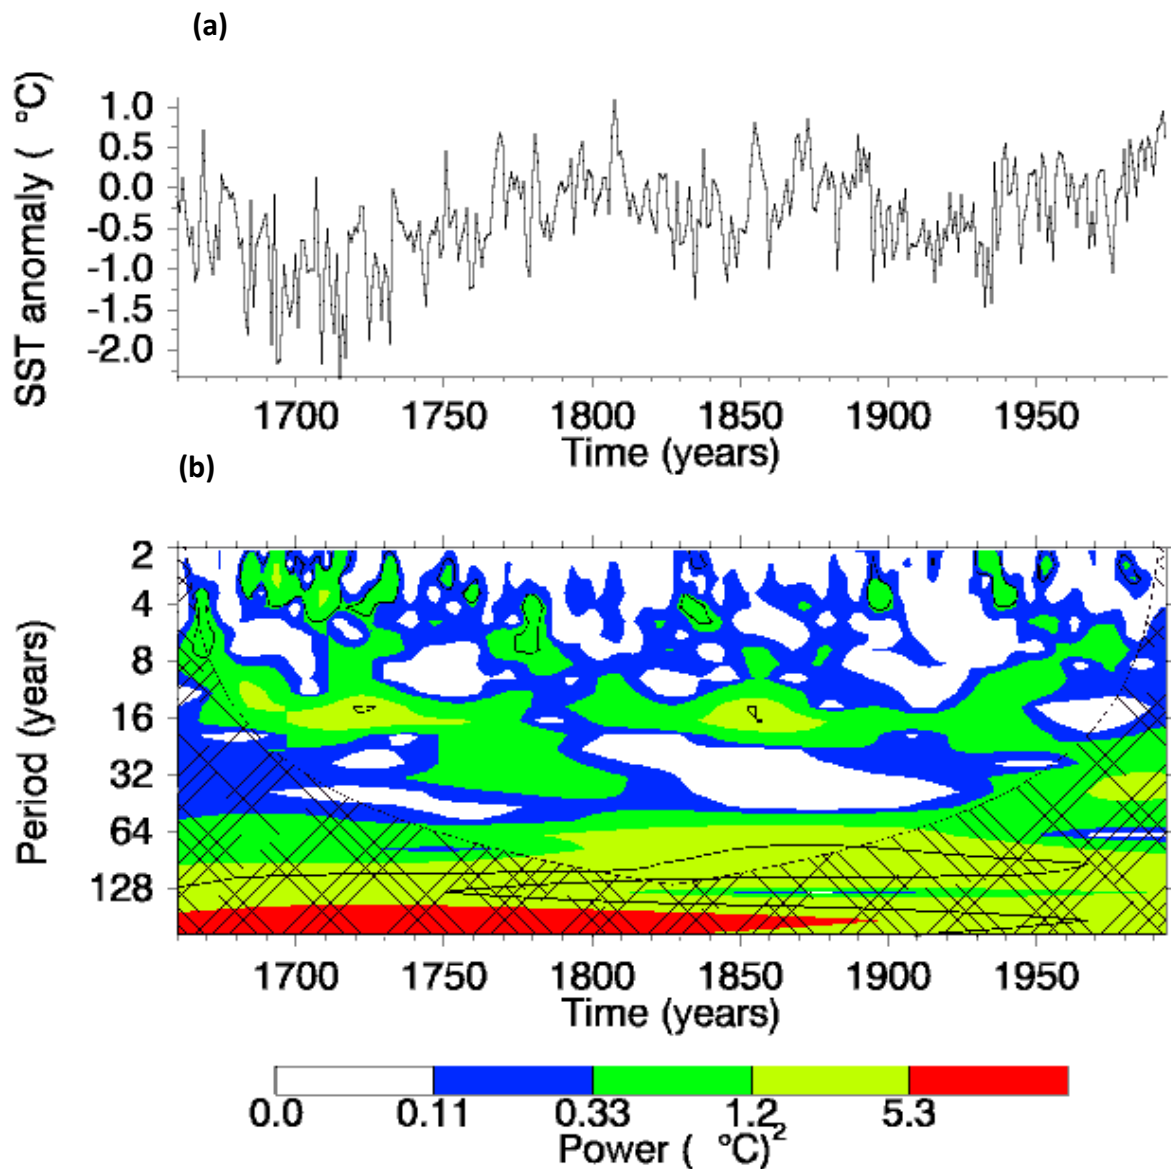 (a)
SST anomaly ( °C)
1.0
0.5
0.0
-0.5
-1.0
-1.5
-2.0
1700 1750 1800 1850 1900 1950
Time (years)
(b)
Period (years)
2
4
8
16
32
64
128
1700 1750 1800 1850 1900 1950
Time (years)
0.0 0.11 0.33 1.2 5.3
Power ( °C)²